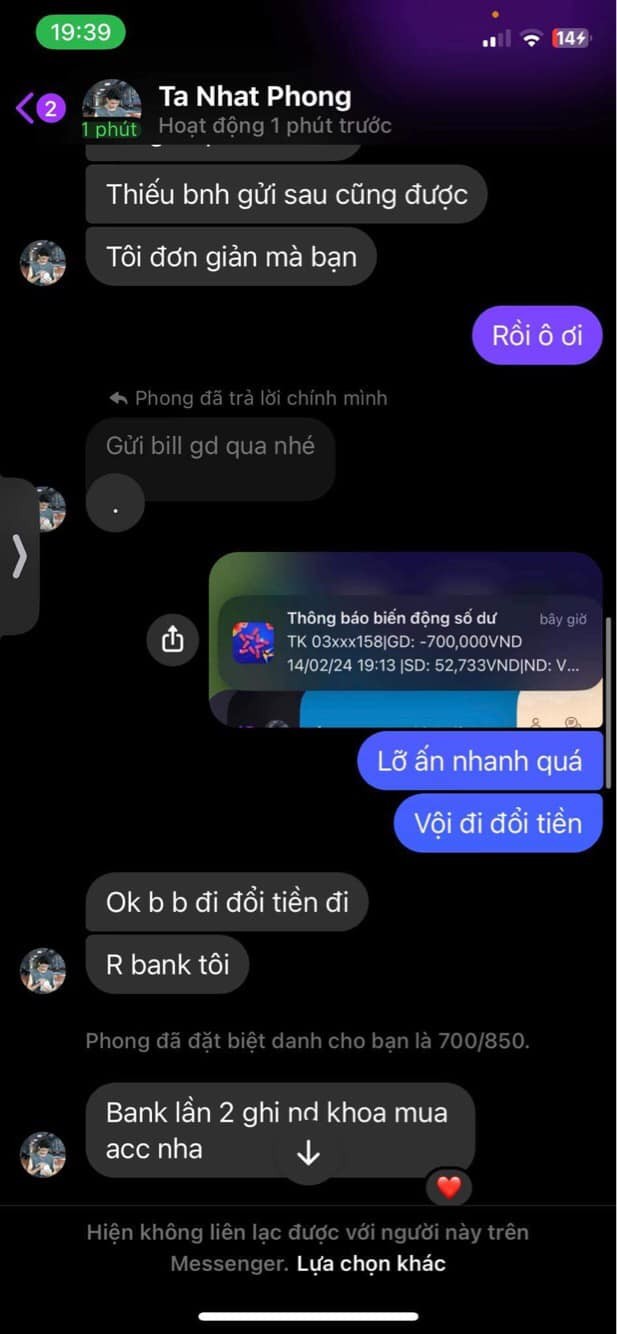 19:39
14
2
Ta Nhat Phong
1 phút
Hoạt động 1 phút trước
Thiếu bnh gửi sau cũng được
Tôi đơn giản mà bạn
Rồi ô ơi
Phong đã trả lời chính mình
Gửi bill gd qua nhé
.
Thông báo biến động số dư
bây giờ
TK 03xxx158|GD: -700,000VND
14/02/24 19:13 |SD: 52,733VND|ND: V...
Lỡ ấn nhanh quá
Vội đi đổi tiền
Ok b b đi đổi tiền đi
R bank tôi
Phong đã đặt biệt danh cho bạn là 700/850.
Bank lần 2 ghi nd khoa mua
acc nha
Hiện không liên lạc được với người này trên
Messenger. Lựa chọn khác